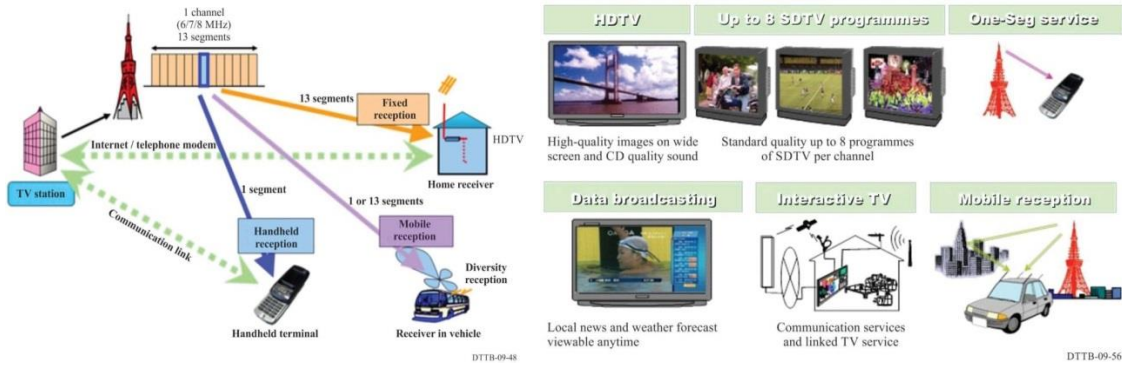 1 channel
(6/7/8 MHz)
13 segments
13 segments
Fixed
reception
HDTV
Internet / telephone modem
Home receiver
TV station
1 segment
1 or 13 segments
Communication link
Handheld
reception
Mobile
reception
Diversity
reception
Handheld terminal
Receiver in vehicle
DTTB-09-48
HDTV
Up to 8 SDTV programmes
One-Seg service
High-quality images on wide
screen and CD quality sound
Standard quality up to 8 programmes
of SDTV per channel
Data broadcasting
Interactive TV
Mobile reception
Local news and weather forecast
viewable anytime
Communication services
and linked TV service
DTTB-09-56